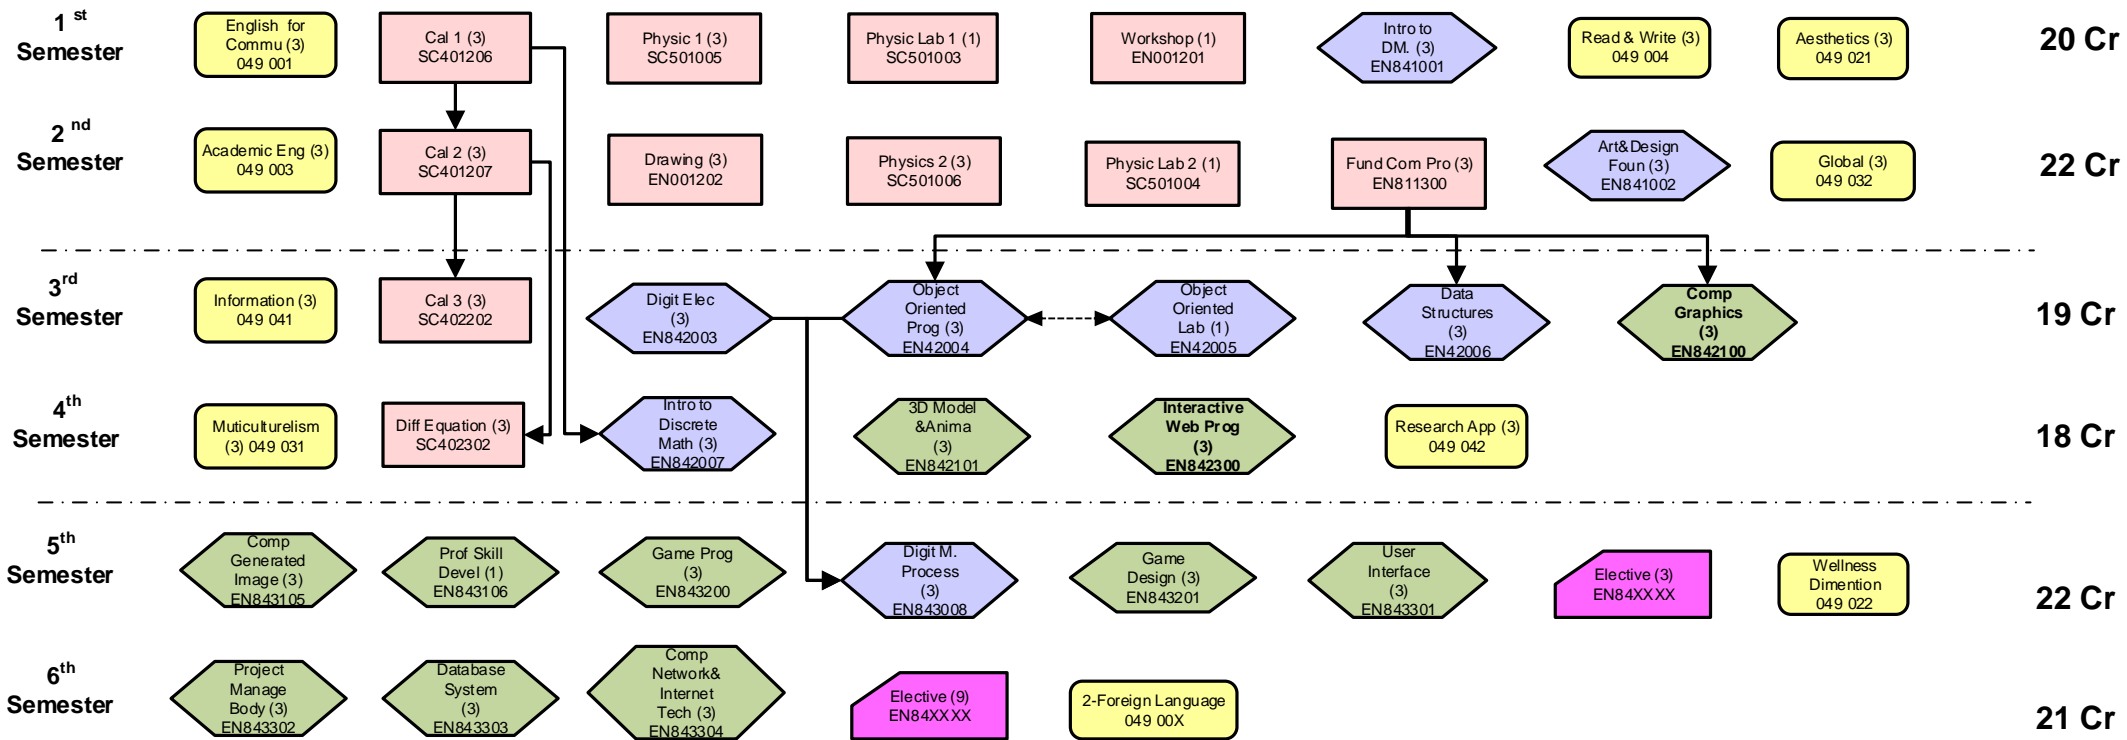 1 st
Semester
English for
Commu (3)
049 001
Cal 1 (3)
SC401206
Physic 1 (3)
SC501005
Physic Lab 1 (1)
SC501003
Workshop (1)
EN001201
Intro to
DM. (3)
EN841001
Read & Write (3)
049 004
Aesthetics (3)
049 021
20 Cr
2 nd
Semester
Academic Eng (3)
049 003
Cal 2 (3)
SC401207
Drawing (3)
EN001202
Physics 2 (3)
SC501006
Physic Lab 2 (1)
SC501004
Fund Com Pro (3)
EN811300
Art&Design
Foun (3)
EN841002
Global (3)
049 032
22 Cr
3rd
Semester
Information (3)
049 041
Cal 3 (3)
SC402202
Digit Elec
(3)
EN842003
Object
Oriented
Prog (3)
EN42004
Object
Oriented
Lab (1)
EN42005
Data
Structures
(3)
EN42006
Comp
Graphics
(3)
EN842100
19 Cr
4th
Semester
Muticulturelism
(3) 049 031
Diff Equation (3)
SC402302
Intro to
Discrete
Math (3)
EN842007
3D Model
&Anima
(3)
EN842101
Interactive
Web Prog
(3)
EN842300
Research App (3)
049 042
18 Cr
5th
Semester
Comp
Generated
Image (3)
EN843105
Prof Skill
Devel (1)
EN843106
Game Prog
(3)
EN843200
Digit M.
Process
(3)
EN843008
Game
Design (3)
EN843201
User
Interface
(3)
EN843301
Elective (3)
EN84XXXX
Wellness
Dimention
049 022
22 Cr
6th
Semester
Project
Manage
Body (3)
EN843302
Database
System
(3)
EN843303
Comp
Network&
Internet
Tech (3)
EN843304
Elective (9)
EN84XXXX
2-Foreign Language
049 00X
21 Cr